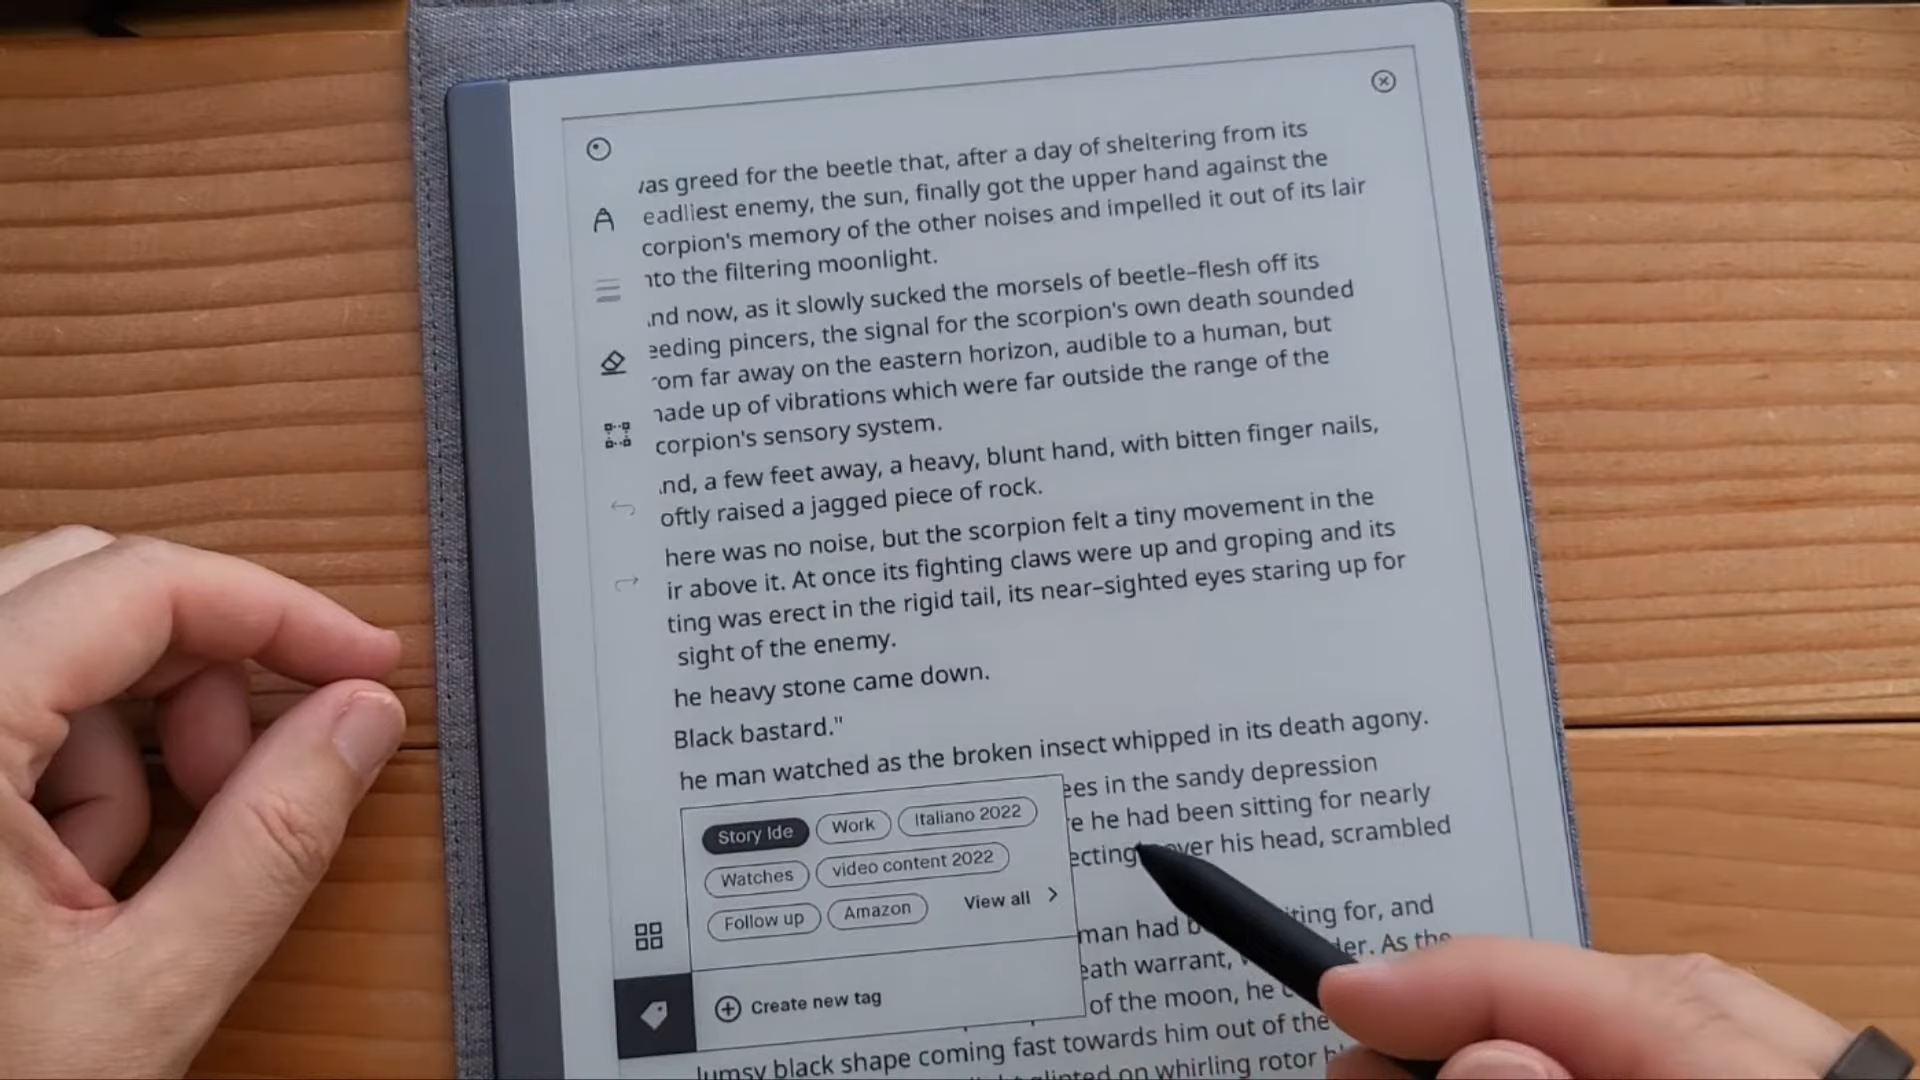 as greed for the beetle that, after a day of sheltering from its
eadliest enemy, the sun, finally got the upper hand against the
corpion's memory of the other noises and impelled it out of its lair
nto the filtering moonlight.
nd now, as it slowly sucked the morsels of beetle-flesh off its
eeding pincers, the signal for the scorpion's own death sounded
om far away on the eastern horizon, audible to a human, but
ade up of vibrations which were far outside the range of the
corpion's sensory system.
nd, a few feet away, a heavy, blunt hand, with bitten finger nails,
oftly raised a jagged piece of rock.
here was no noise, but the scorpion felt a tiny movement in the
ir above it. At once its fighting claws were up and groping and its
ting was erect in the rigid tail, its near-sighted eyes staring up for
sight of the enemy.
he heavy stone came down.
Black bastard."
he man watched as the broken insect whipped in its death agony.
ees in the sandy depression
e he had been sitting for nearly
ecting over his head, scrambled
Story Ide
Work
Italiano 2022
Watches
video content 2022
Follow up
Amazon
View all
Create new tag
man had iting for, and
eath warrant, der. As the
of the moon, he
lumsy black shape coming fast towards him out of the
glinted on whirling rotor